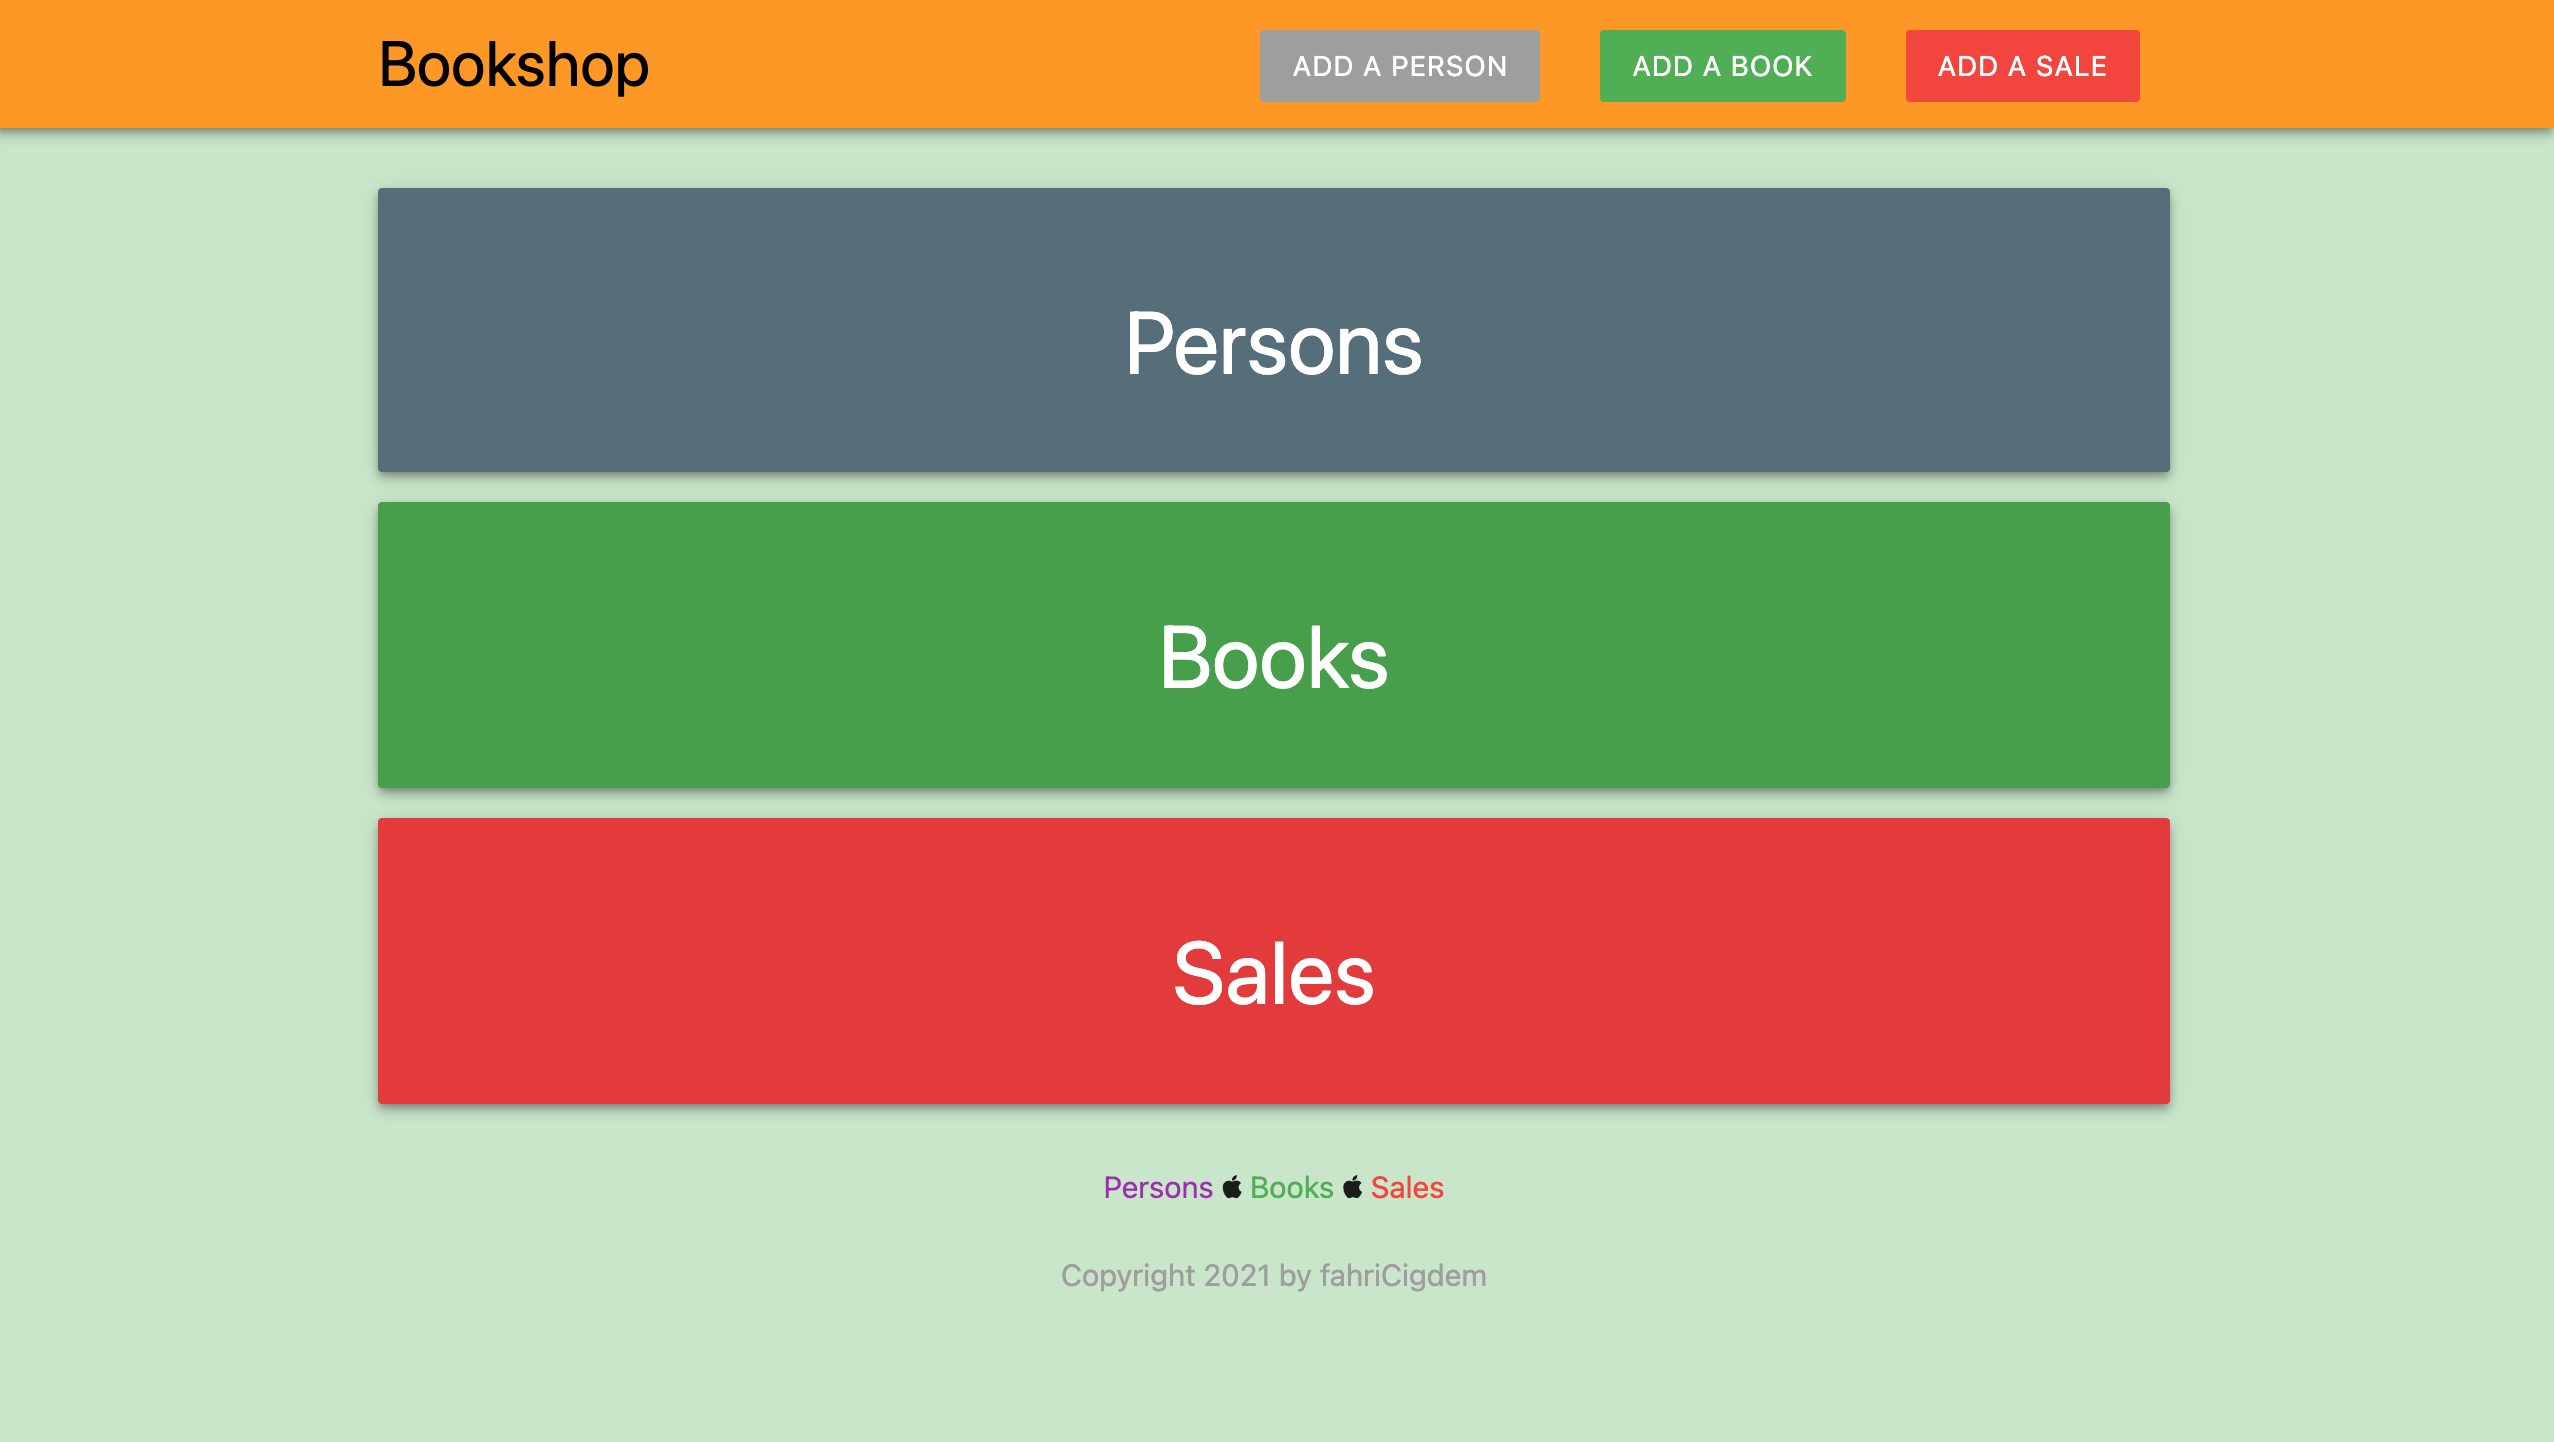 Bookshop ADD A PERSON ADD A BOOK ADD A SALE
Persons
Books
Sales
Persons Books Sales
Copyright 2021 by fahriCigdem